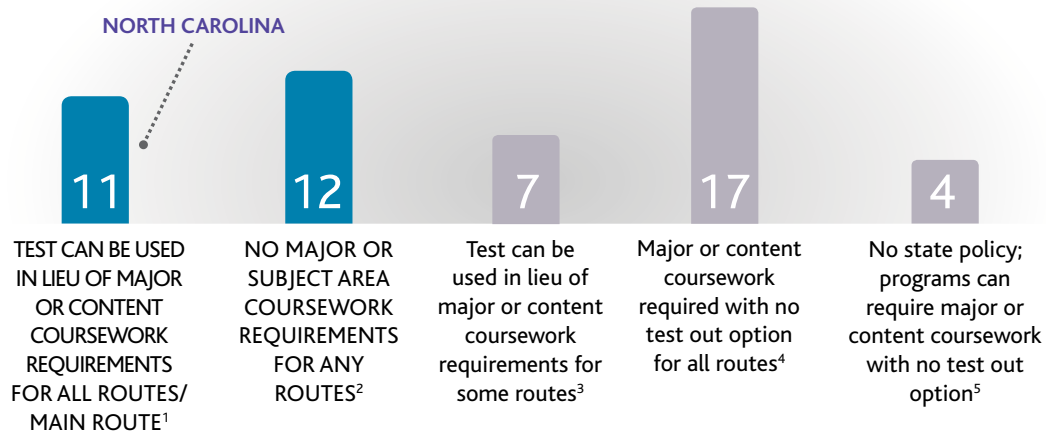 NORTH CAROLINA
11
12
7
17
4
TEST CAN BE USED
IN LIEU OF MAJOR
OR CONTENT
COURSEWORK
REQUIREMENTS
FOR ALL ROUTES/
MAIN ROUTE¹
NO MAJOR OR
SUBJECT AREA
COURSEWORK
REQUIREMENTS
FOR ANY
ROUTES²
Test can be
used in lieu of
major or content
coursework
requirements for
some routes³
Major or content
coursework
required with no
test out option
for all routes⁴
No state policy;
programs can
require major or
content coursework
with no test out
option⁵